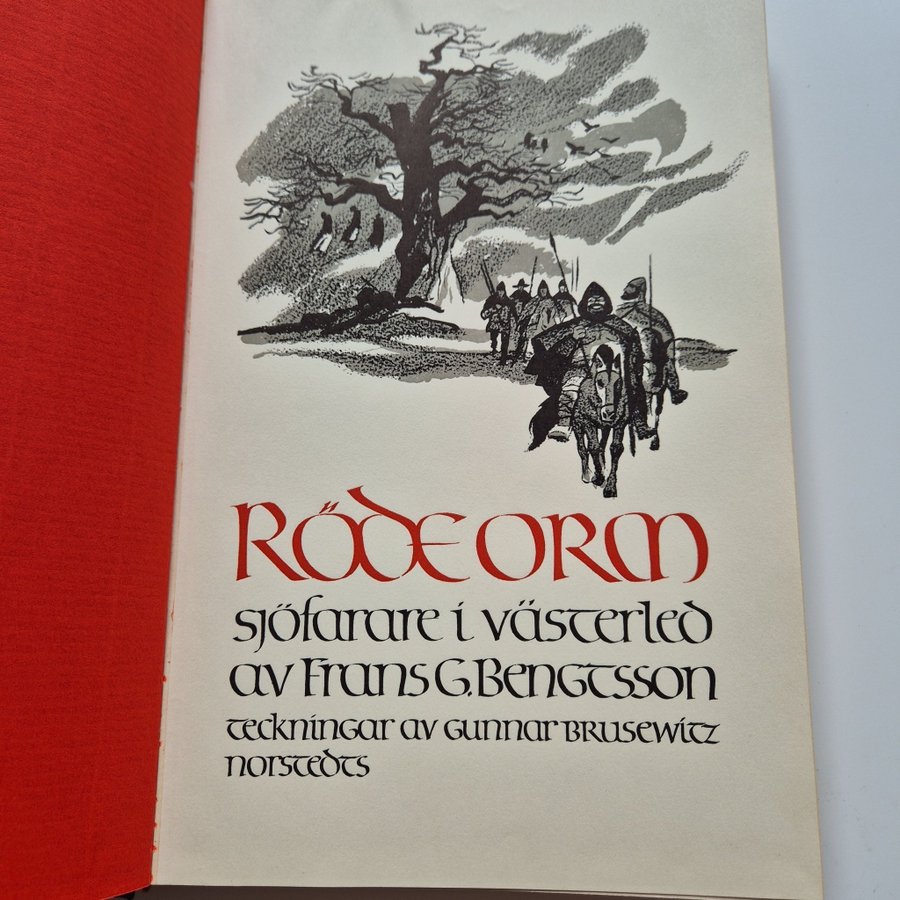 RÖDE ORM
sjöfarare i västerled
av Frans G. Bengtsson
teckningar av Gunnar Brusewitz
norstedts